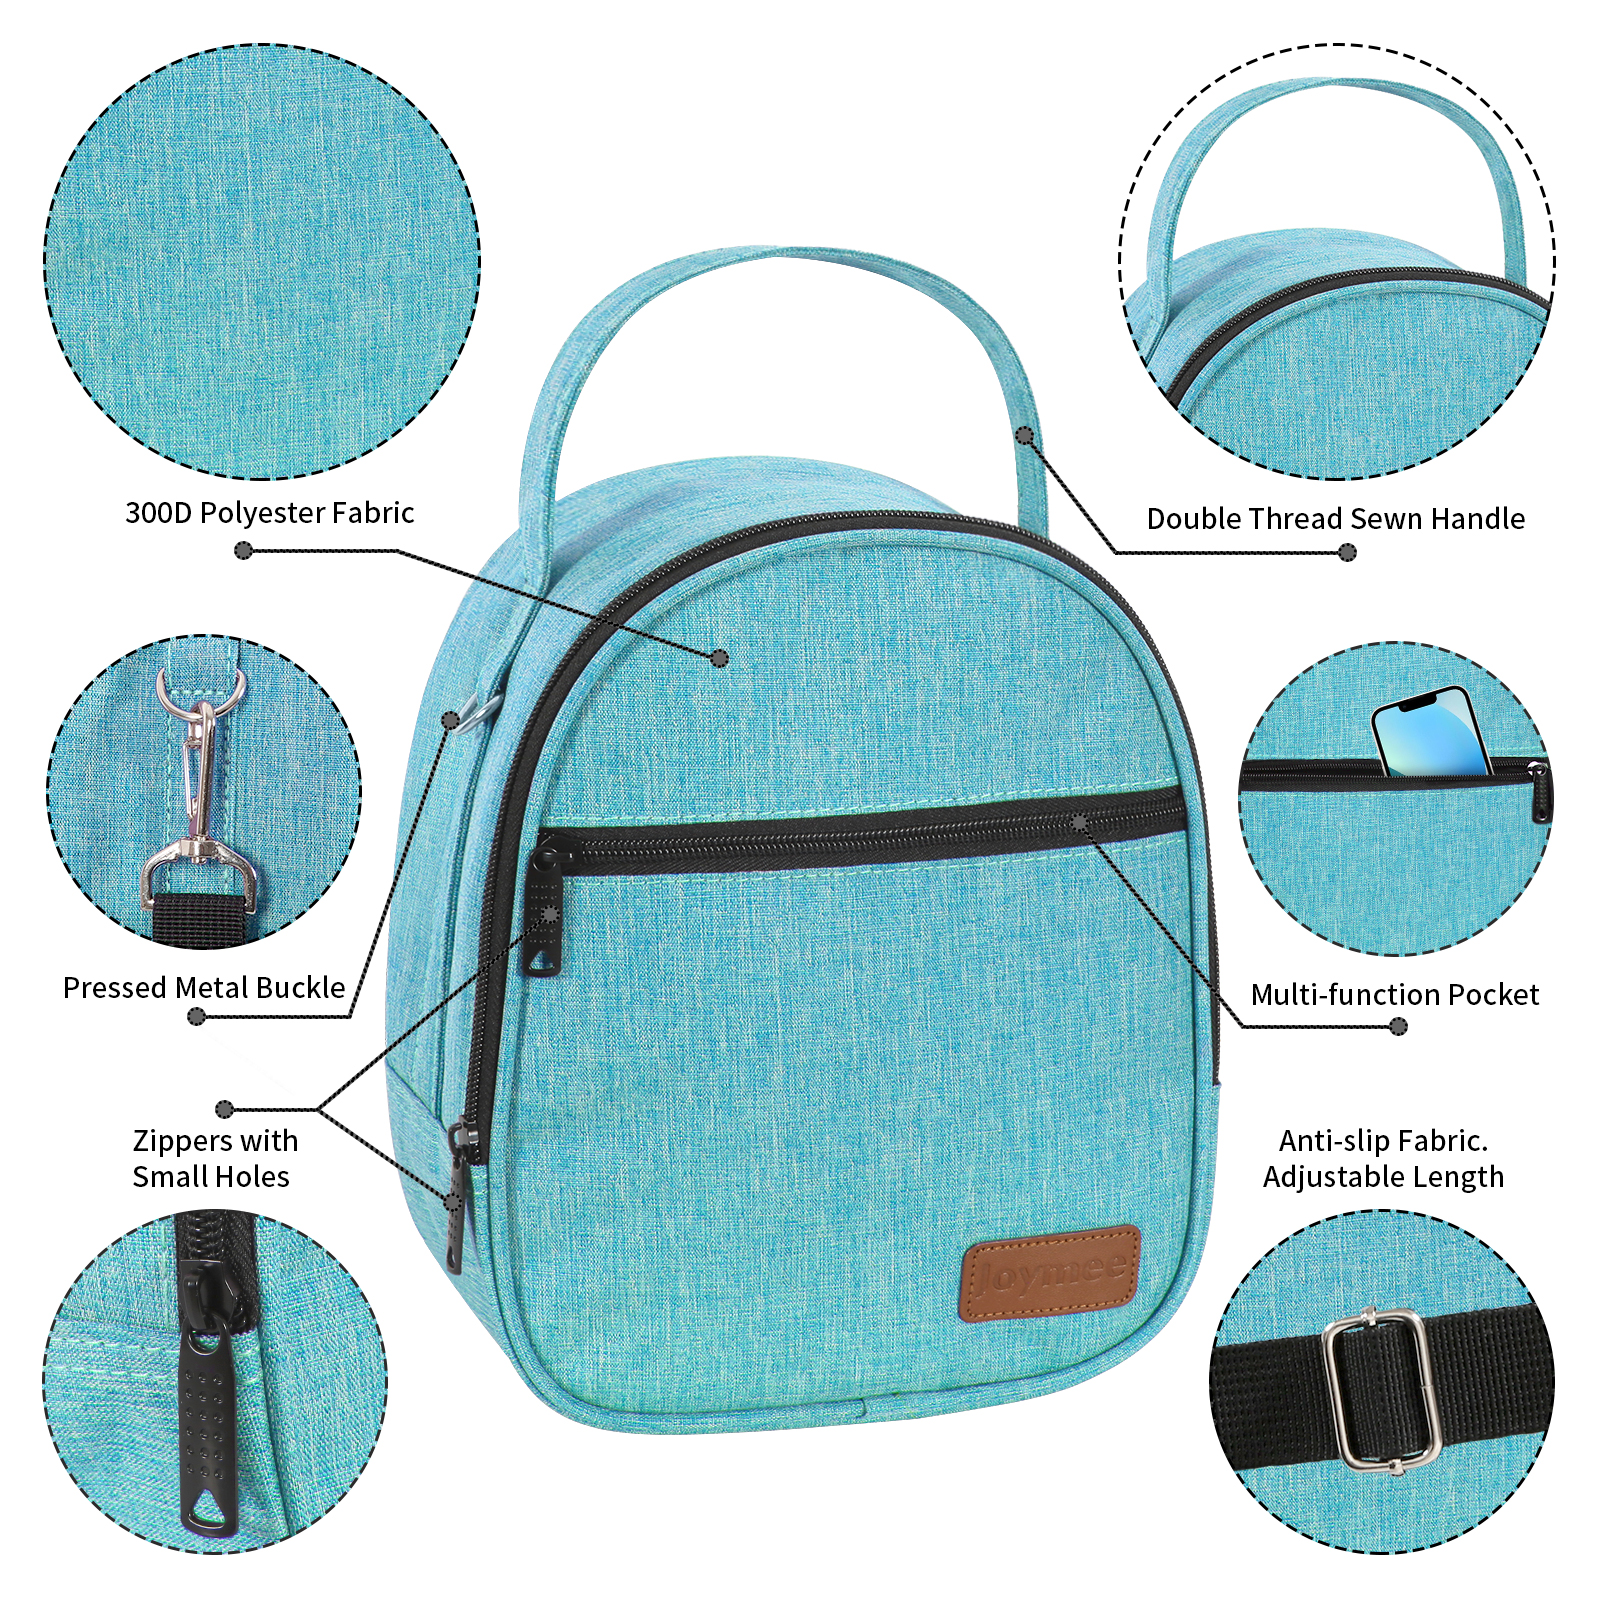 300D Polyester Fabric
Double Thread Sewn Handle
Pressed Metal Buckle
Multi-function Pocket
Zippers with
Small Holes
Anti-slip Fabric.
Adjustable Length
Joymee